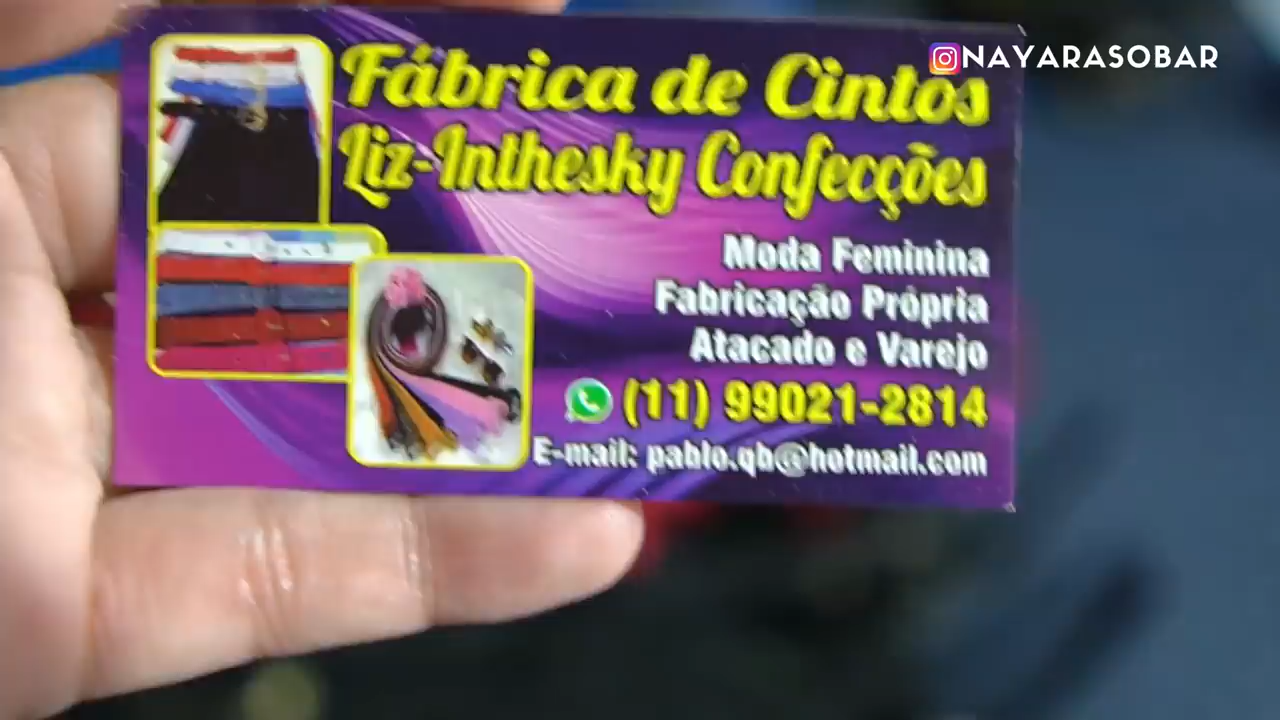 NAYARASOBAR
Fábrica de Cintos
Liz-Inthesky Confecções
Moda Feminina
Fabricação Própria
Atacado e Varejo
(11) 99021-2814
E-mail: pablo.qb@hotmail.com